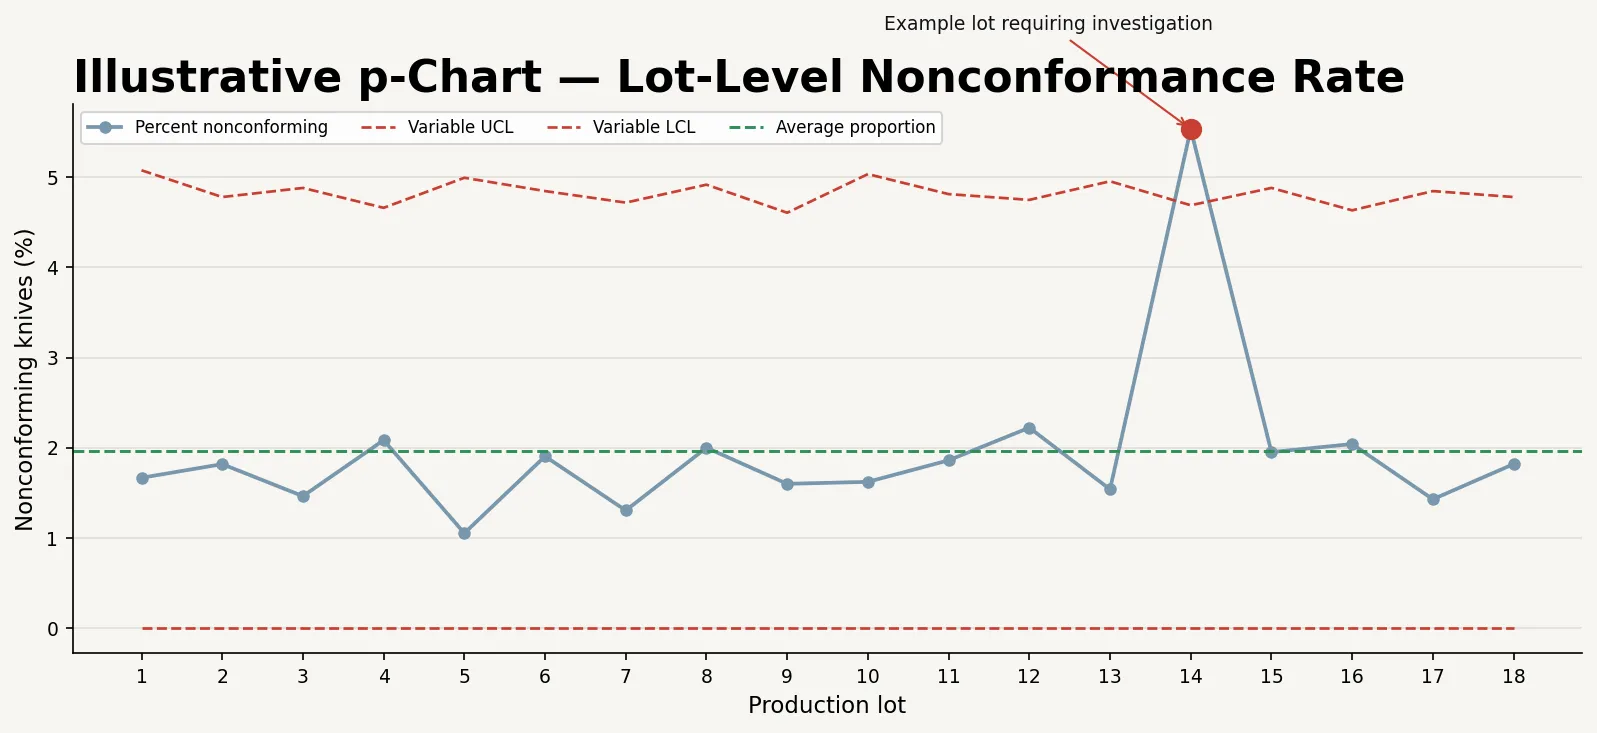 Example lot requiring investigation
Illustrative p-Chart — Lot-Level Nonconformance Rate
Percent nonconforming Variable UCL Variable LCL Average proportion
Nonconforming knives (%)
5
4
3
2
1
0
1 2 3 4 5 6 7 8 9 10 11 12 13 14 15 16 17 18
Production lot